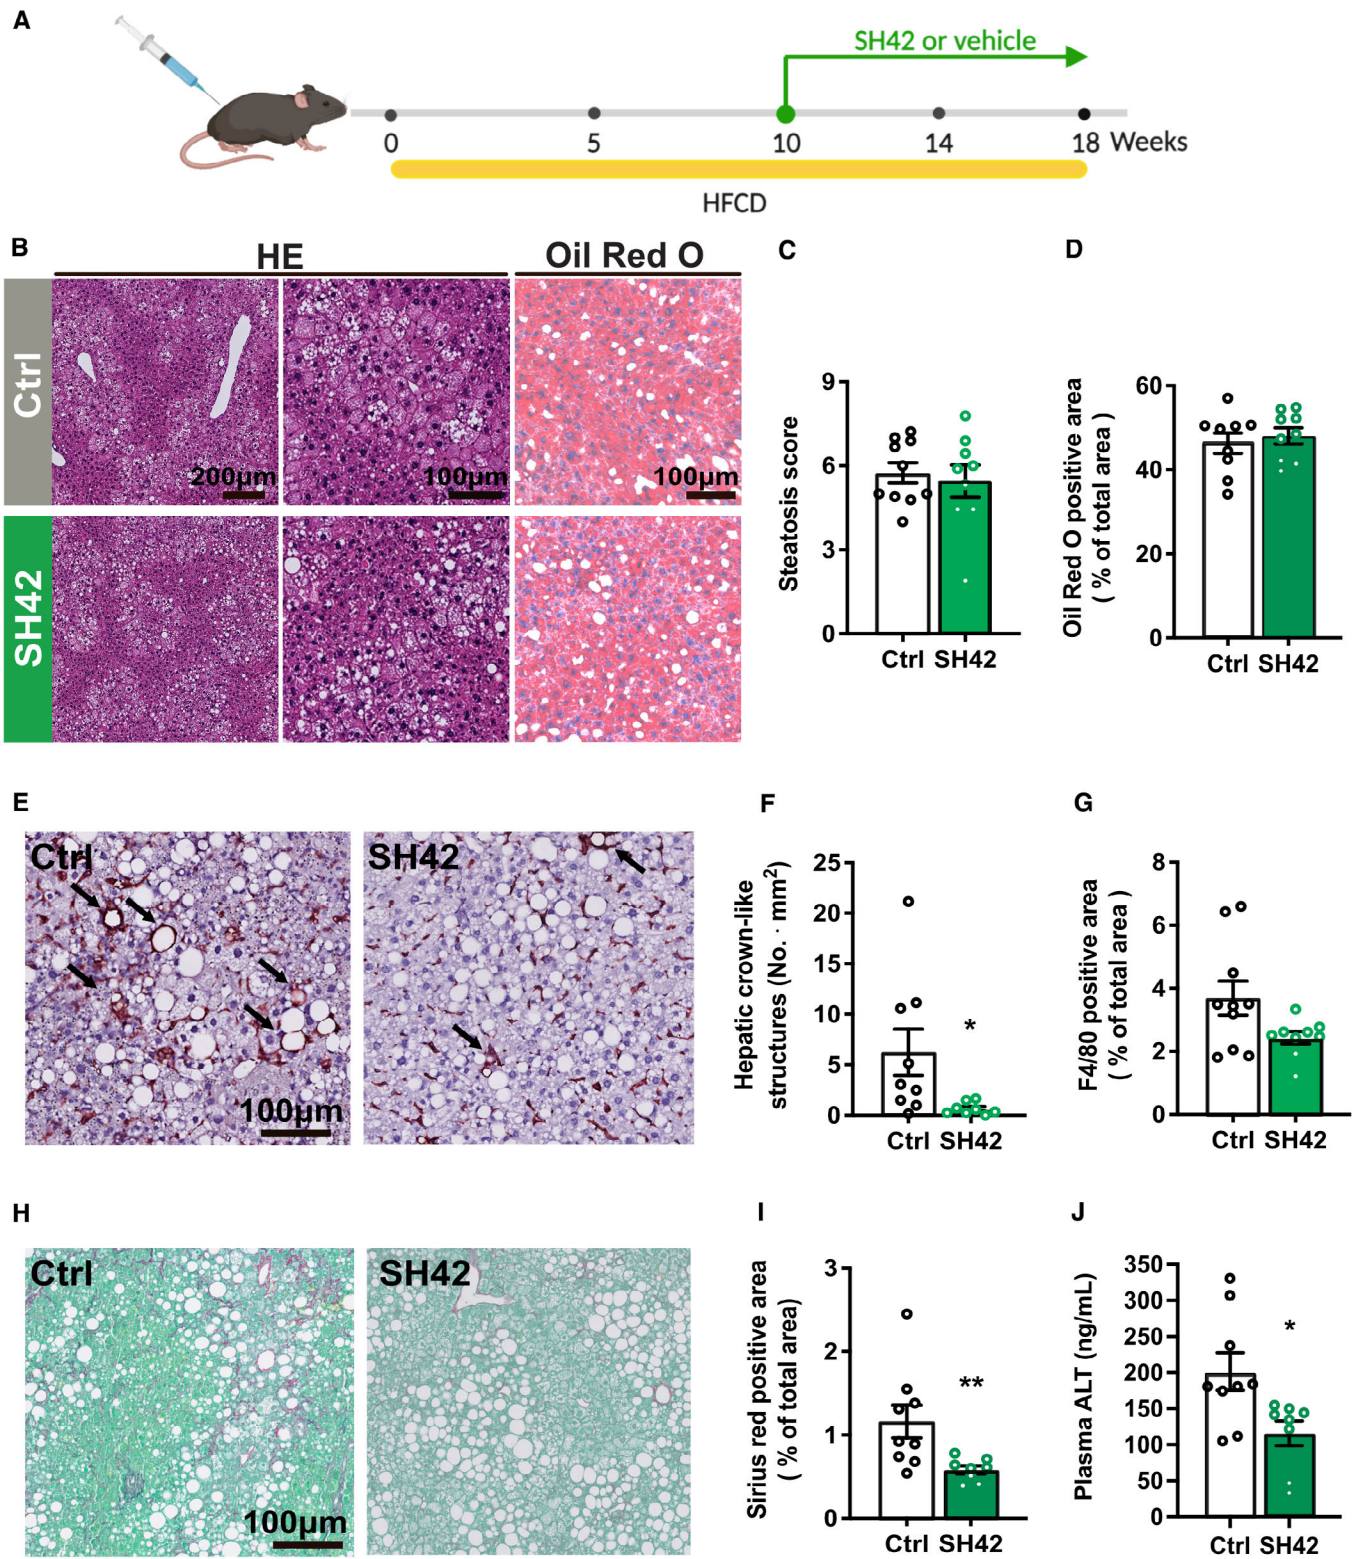 A
SH42 or vehicle
0 5 10 14 18 Weeks
HFCD
B
HE
Oil Red O
Ctrl
200µm
100µm
100µm
SH42
C
Steatosis score
9
6
3
0
Ctrl SH42
D
Oil Red O positive area
( % of total area )
60
40
20
0
Ctrl SH42
E
Ctrl
100µm
SH42
F
Hepatic crown-like
structures (No. · mm2)
25
20
15
10
5
0
*
Ctrl SH42
G
F4/80 positive area
( % of total area )
8
6
4
2
0
Ctrl SH42
H
Ctrl
100µm
SH42
I
Sirius red positive area
( % of total area)
3
2
1
0
**
Ctrl SH42
J
Plasma ALT (ng/mL)
350
300
250
200
150
100
50
0
*
Ctrl SH42